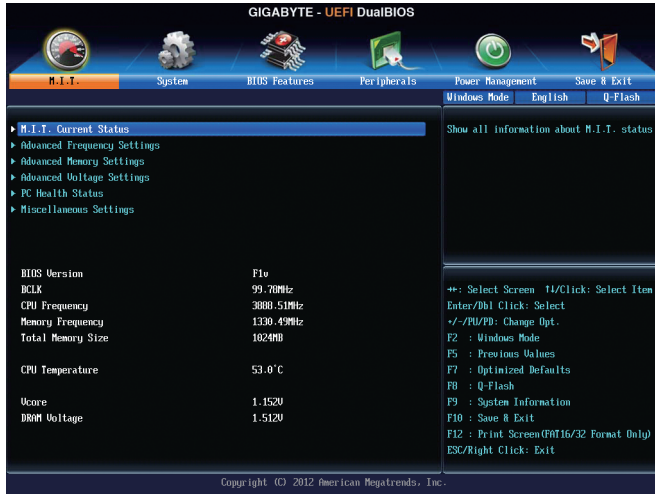 GIGABYTE - UEFI DualBIOS
M.I.T. System BIOS Features Peripherals Power Management Save & Exit
Windows Mode English Q-Flash
M.I.T. Current Status
Advanced Frequency Settings
Advanced Memory Settings
Advanced Voltage Settings
PC Health Status
Miscellaneous Settings
Show all information about M.I.T. status
BIOS Version F1v
BCLK 99.78MHz
CPU Frequency 3888.51MHz
Memory Frequency 1330.49MHz
Total Memory Size 1024MB
CPU Temperature 53.0°C
Vcore 1.152V
DRAM Voltage 1.512V
↔: Select Screen ↑↓/Click: Select Item
Enter/Dbl Click: Select
+/-/PU/PD: Change Opt.
F2 : Windows Mode
F5 : Previous Values
F7 : Optimized Defaults
F8 : Q-Flash
F9 : System Information
F10 : Save & Exit
F12 : Print Screen(FAT16/32 Format Only)
ESC/Right Click: Exit
Copyright (C) 2012 American Megatrends, Inc.